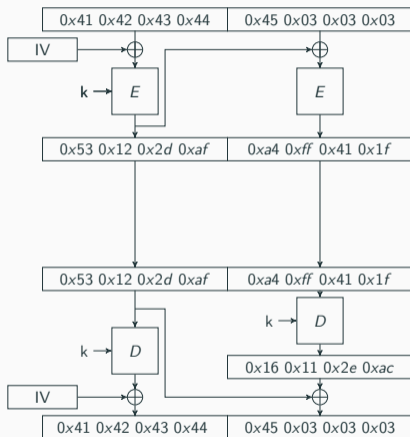 0x41 0x42 0x43 0x44 0x45 0x03 0x03 0x03
IV
k E E
0x53 0x12 0x2d 0xaf 0xa4 0xff 0x41 0x1f
0x53 0x12 0x2d 0xaf 0xa4 0xff 0x41 0x1f
k D
k D
0x16 0x11 0x2e 0xac
IV
0x41 0x42 0x43 0x44 0x45 0x03 0x03 0x03